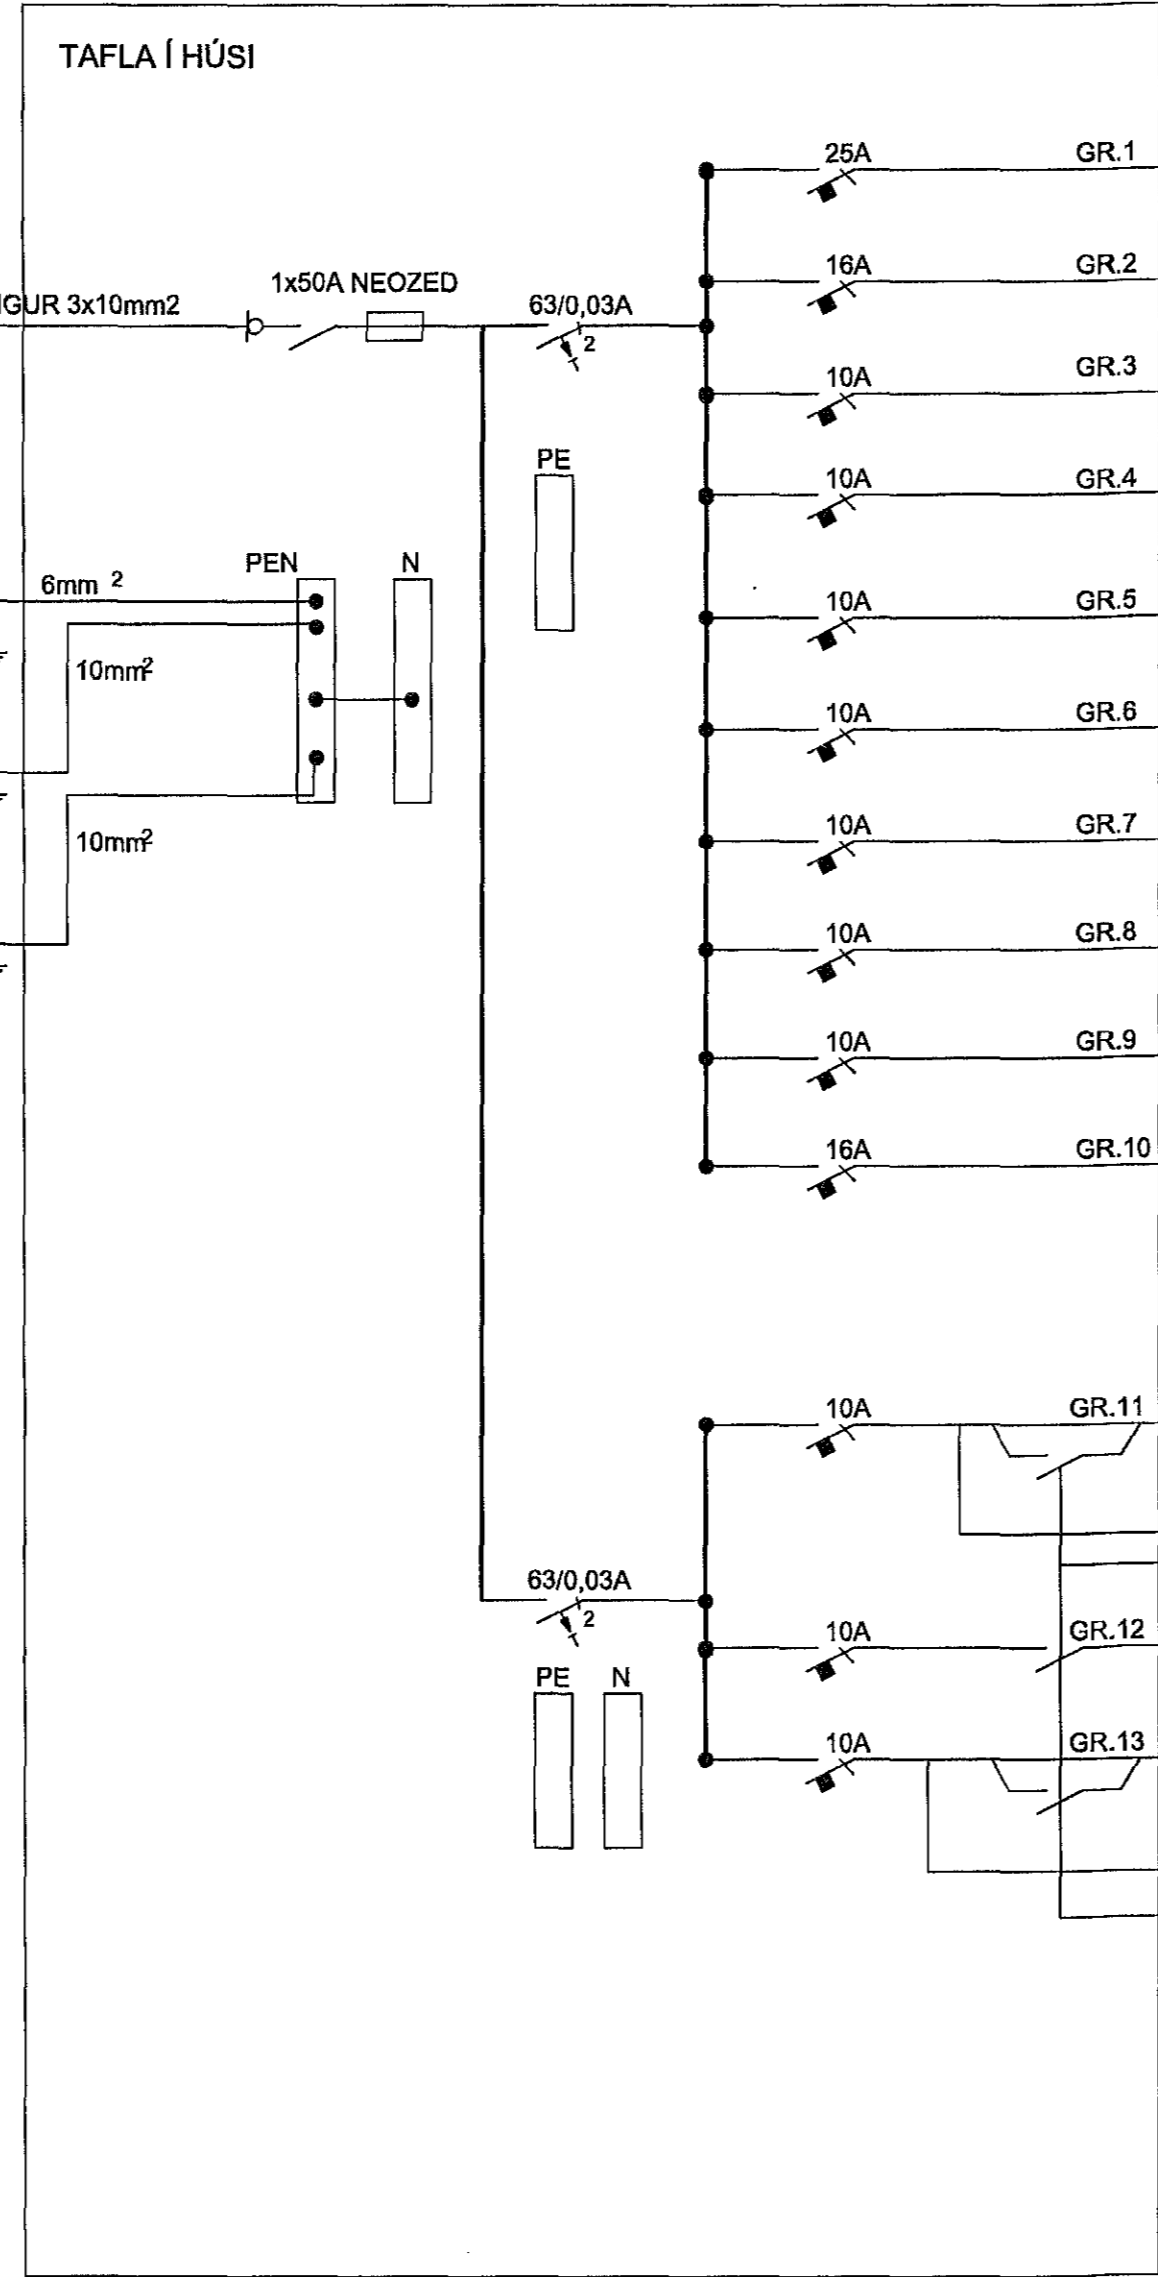 TAFLA Í HÚSI
25A
GR.1
16A
GR.2
1x50A NEOZED
3x10mm2
63/0,03A
2
10A
GR.3
PE
10A
GR.4
PEN
N
6mm 2
10A
GR.5
10mm2
10A
GR.6
10mm2
10A
GR.7
10A
GR.8
10A
GR.9
16A
GR.10
10A
GR.11
63/0,03A
2
10A
GR.12
PE
N
10A
GR.13